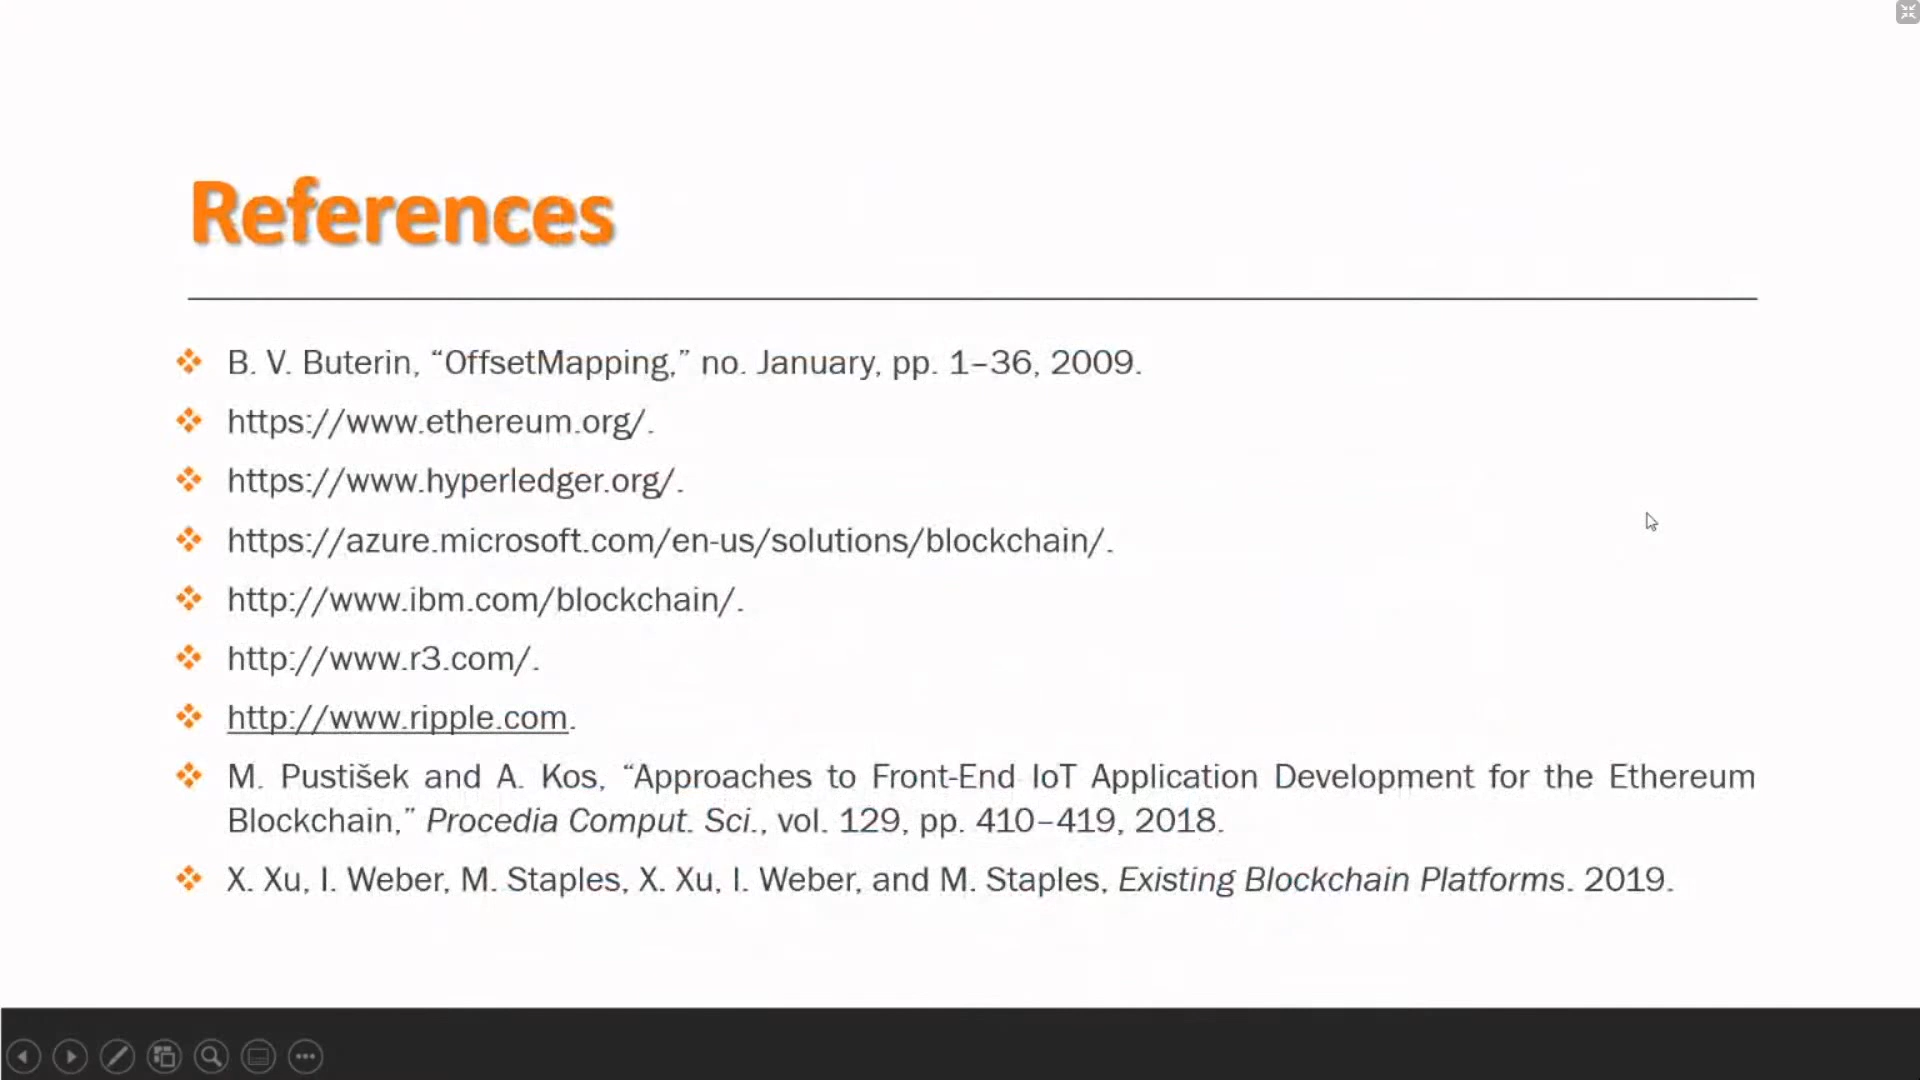 References
B. V. Buterin, “OffsetMapping,” no. January, pp. 1–36, 2009.
https://www.ethereum.org/.
https://www.hyperledger.org/.
https://azure.microsoft.com/en-us/solutions/blockchain/.
http://www.ibm.com/blockchain/.
http://www.r3.com/.
http://www.ripple.com.
M. Pustišek and A. Kos, “Approaches to Front-End IoT Application Development for the Ethereum
Blockchain,” Procedia Comput. Sci., vol. 129, pp. 410–419, 2018.
X. Xu, I. Weber, M. Staples, X. Xu, I. Weber, and M. Staples, Existing Blockchain Platforms. 2019.